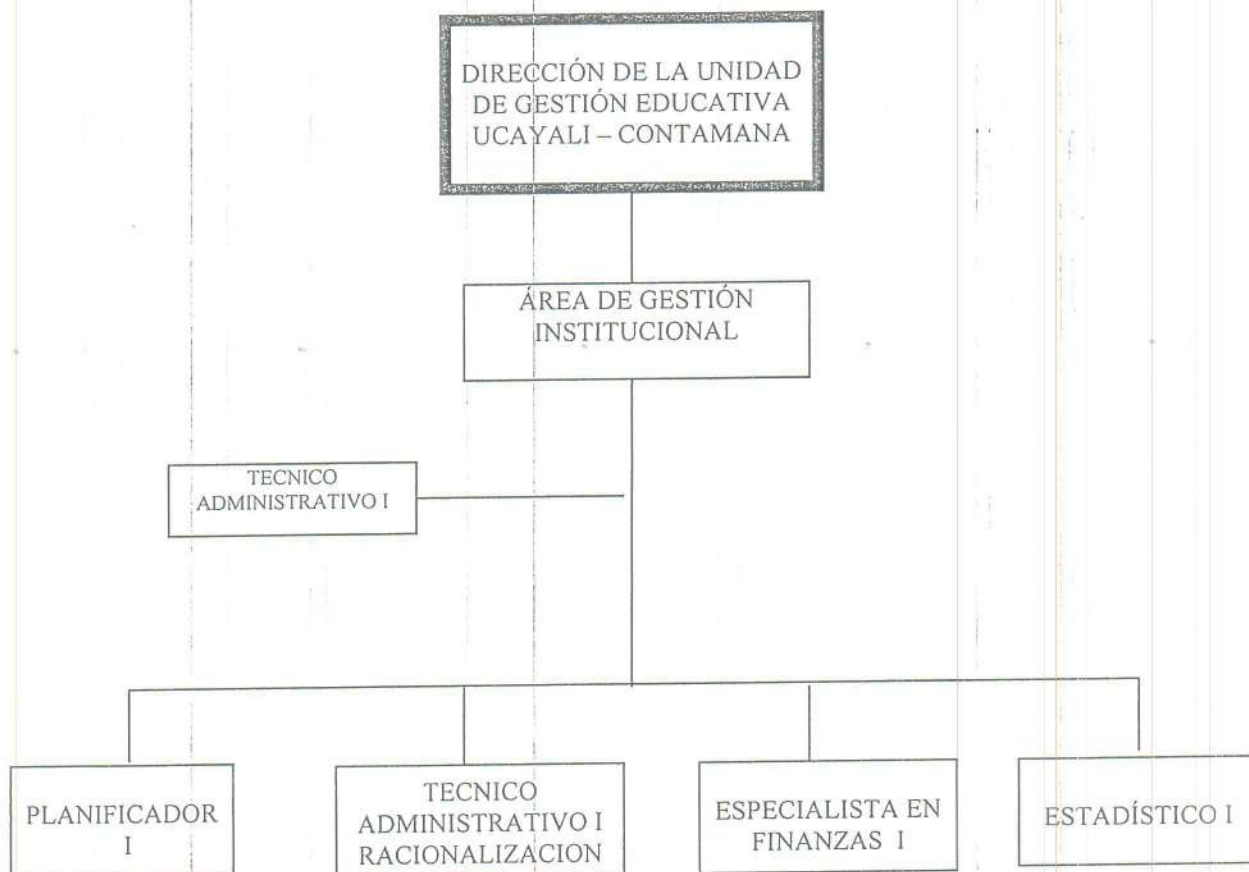 DIRECCIÓN DE LA UNIDAD
DE GESTIÓN EDUCATIVA
UCAYALI – CONTAMANA
ÁREA DE GESTIÓN
INSTITUCIONAL
TECNICO
ADMINISTRATIVO I
PLANIFICADOR
I
TECNICO
ADMINISTRATIVO I
RACIONALIZACION
ESPECIALISTA EN
FINANZAS I
ESTADÍSTICO I